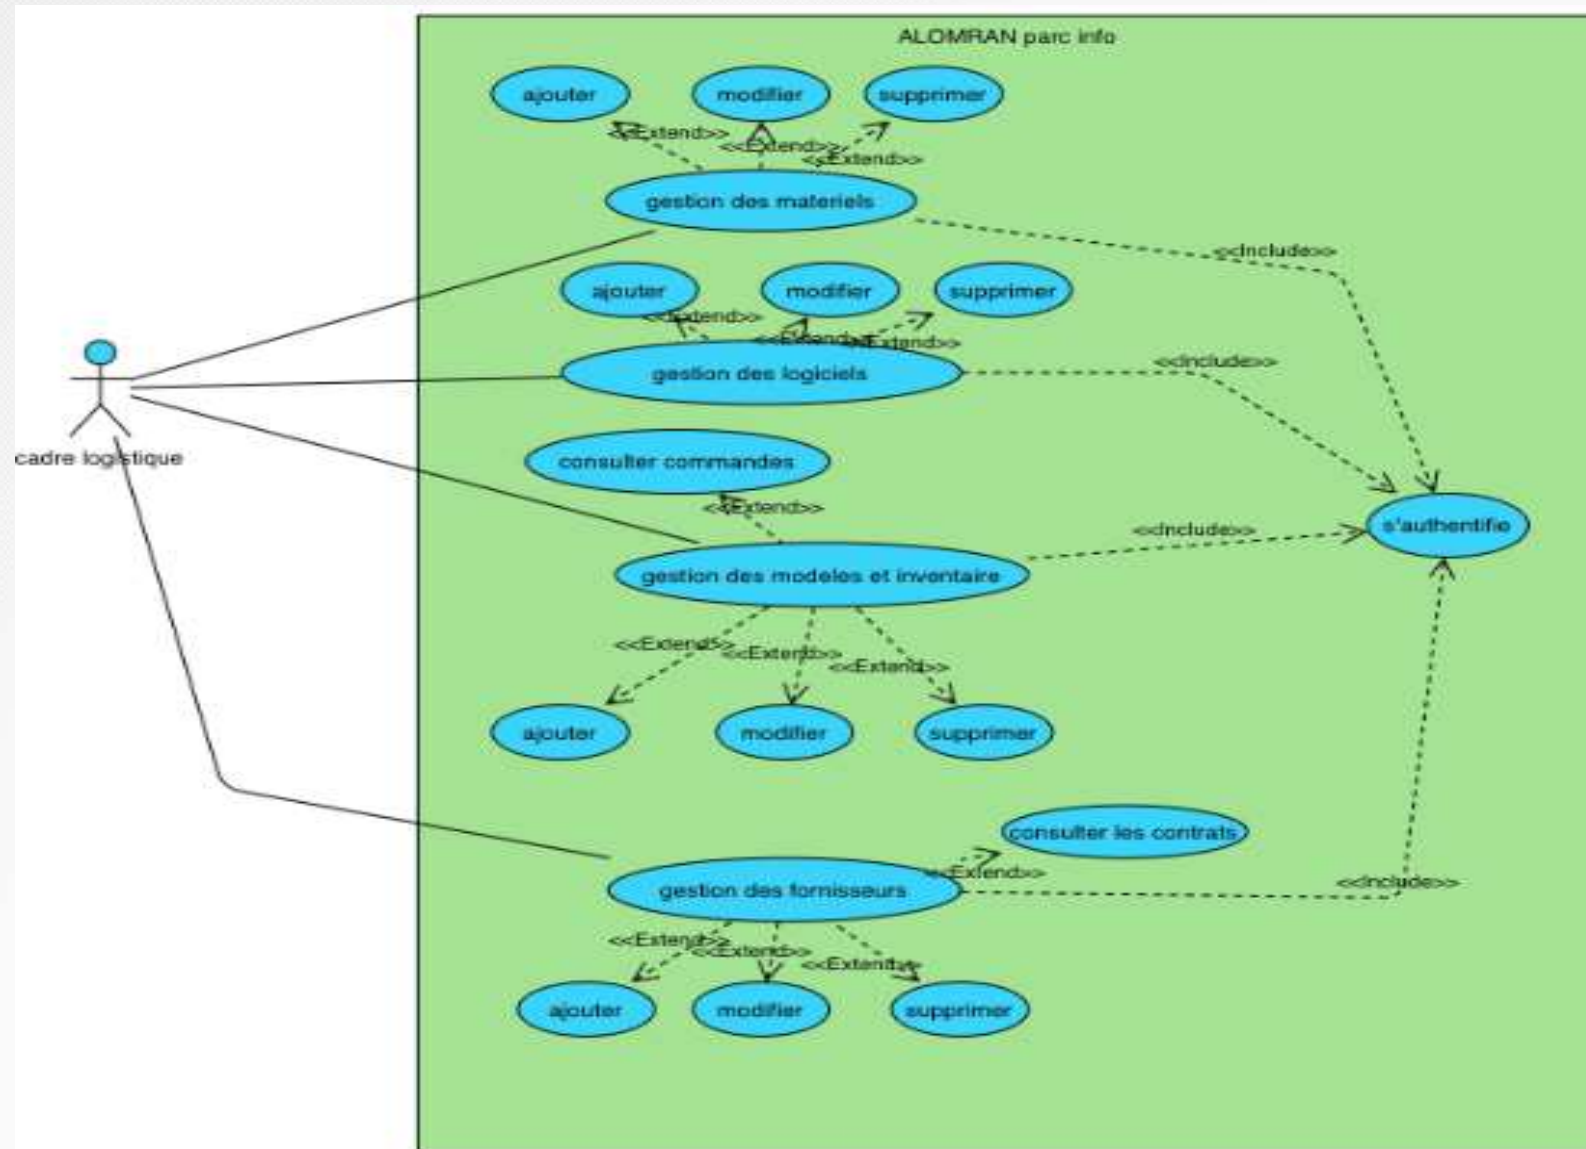 ALOMRAN parc info
ajouter
modifier
supprimer
<<Extend>>
<<Extend>>
<<Extend>>
gestion des materiels
<<Include>>
ajouter
modifier
supprimer
<<Extend>>
<<Extend>>
<<Extend>>
gestion des logiciels
<<Include>>
cadre logistique
consulter commandes
<<Extend>>
s'authentifie
<<Include>>
gestion des modeles et inventaire
<<Extend>>
<<Extend>>
<<Extend>>
ajouter
modifier
supprimer
consulter les contrats
<<Extend>>
gestion des fornisseurs
<<Include>>
<<Extend>>
<<Extend>>
<<Extend>>
ajouter
modifier
supprimer